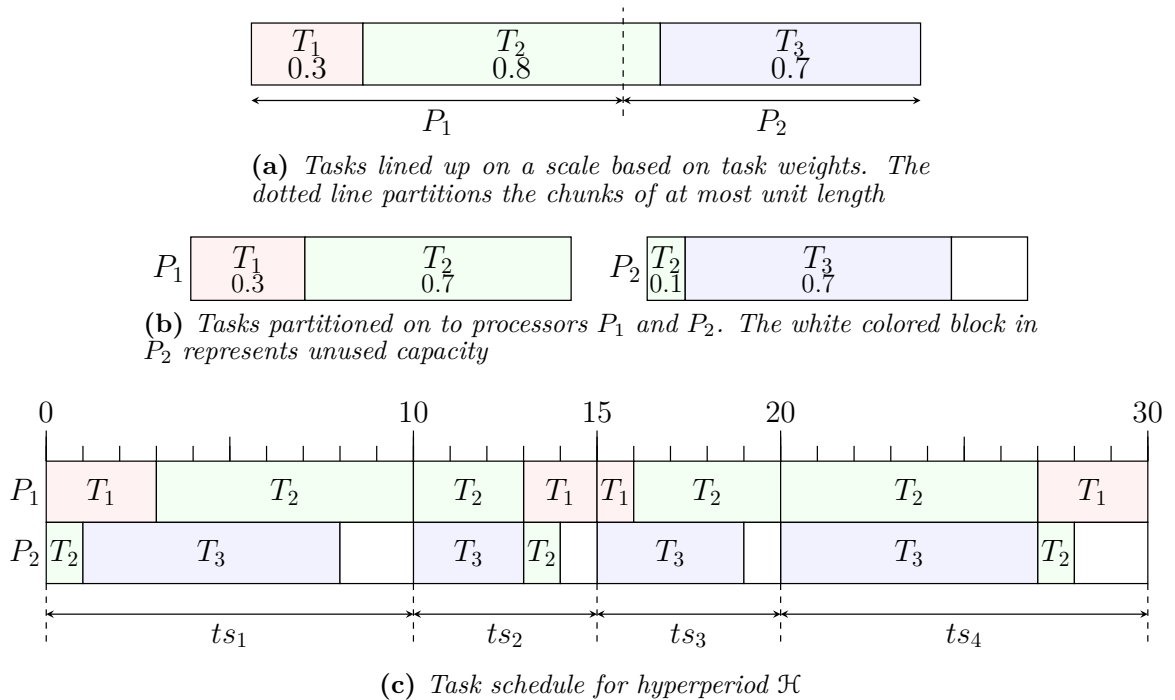 T₁ T₂ T₃
0.3 0.8 0.7
P₁ P₂
(a) Tasks lined up on a scale based on task weights. The
dotted line partitions the chunks of at most unit length
P₁ T₁ T₂ P₂ T₂ T₃
0.3 0.7 0.1 0.7
(b) Tasks partitioned on to processors P₁ and P₂. The white colored block in
P₂ represents unused capacity
0 10 15 20 30
P₁ T₁ T₂ T₂ T₁ T₁ T₂ T₂ T₁
P₂ T₂ T₃ T₃ T₂ T₃ T₃ T₂
ts₁ ts₂ ts₃ ts₄
(c) Task schedule for hyperperiod ℋ